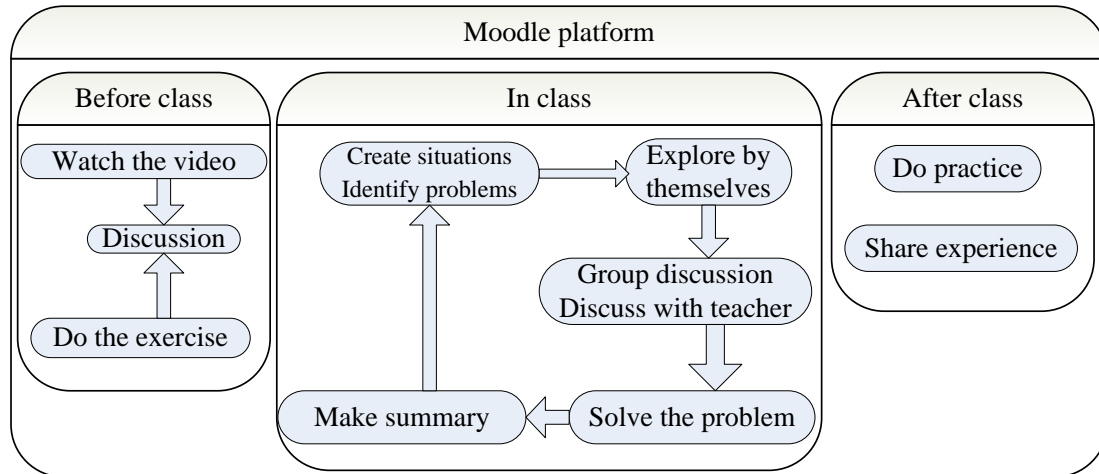 Moodle platform
Before class
Watch the video
Discussion
Do the exercise
In class
Create situations
Identify problems
Explore by
themselves
Group discussion
Discuss with teacher
Solve the problem
Make summary
After class
Do practice
Share experience